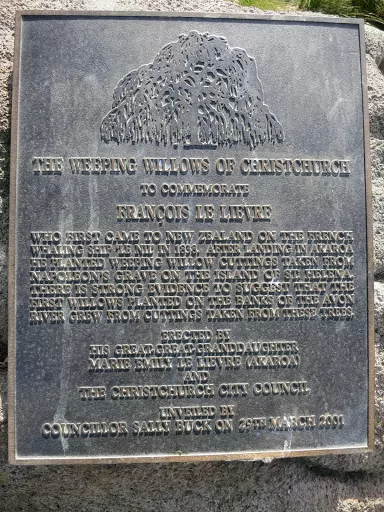 THE WEEPING WILLOWS OF CHRISTCHURCH
TO COMMEMORATE
FRANÇOIS LE LIEVRE
WHO FIRST CAME TO NEW ZEALAND ON THE FRENCH
WHALING SHIP 'LE NIL' IN 1838. AFTER LANDING IN AKAROA
HE PLANTED WEEPING WILLOW CUTTINGS TAKEN FROM
NAPOLEON'S GRAVE ON THE ISLAND OF ST HELENA.
THERE IS STRONG EVIDENCE TO SUGGEST THAT THE
FIRST WILLOWS PLANTED ON THE BANKS OF THE AVON
RIVER GREW FROM CUTTINGS TAKEN FROM THESE TREES.
ERECTED BY
HIS GREAT-GREAT-GRANDDAUGHTER
MARIE EMILY LE LIEVRE (AKAROA)
AND
THE CHRISTCHURCH CITY COUNCIL
UNVEILED BY
COUNCILLOR SALLY BUCK ON 29TH MARCH 2001